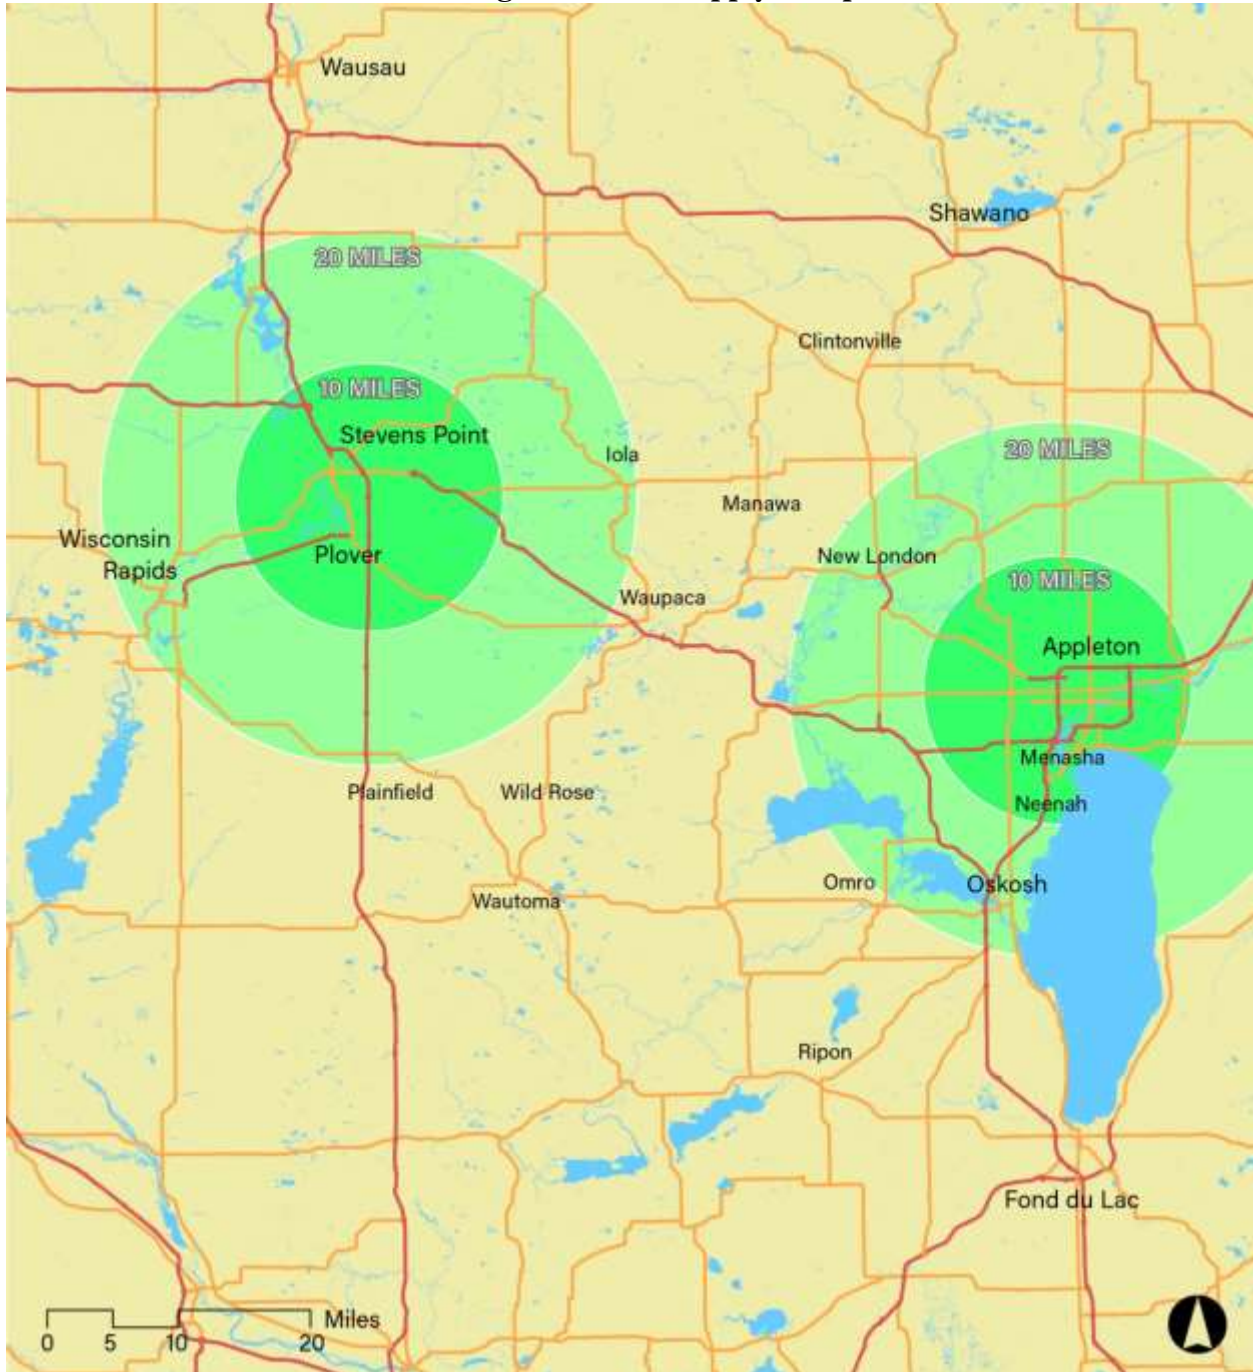 Wausau
Shawano
20 MILES
Clintonville
10 MILES
Stevens Point
20 MILES
Iola
Manawa
Wisconsin
Rapids
Plover
New London
10 MILES
Waupaca
Appleton
Menasha
Plainfield
Wild Rose
Neenah
Omro
Oskosh
Wautoma
Ripon
Fond du Lac
Miles
0 5 10 20